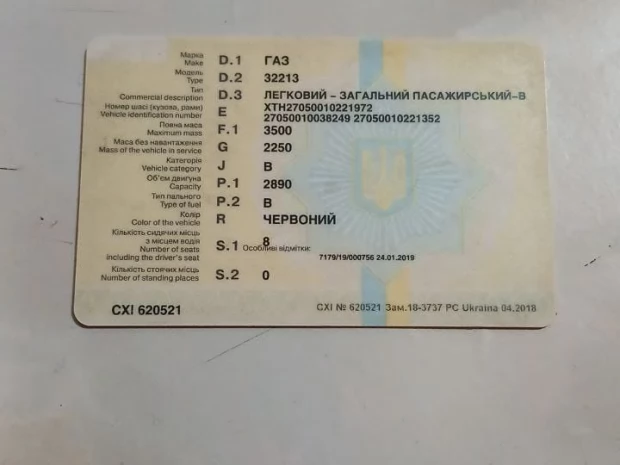 Марка
Make D.1 ГАЗ
Модель
Type D.2 32213
Тип
Commercial description D.3 ЛЕГКОВИЙ - ЗАГАЛЬНИЙ ПАСАЖИРСЬКИЙ-В
Номер шасі (кузова, рами) E XTH27050010221972
Vehicle identification number 27050010038249 27050010221352
Повна маса
Maximum mass F.1 3500
Маса без навантаження
Mass of the vehicle in service G 2250
Категорія
Vehicle category J B
Об'єм двигуна
Capacity P.1 2890
Тип пального
Type of fuel P.2 B
Колір
Color of the vehicle R ЧЕРВОНИЙ
Кількість сидячих місць
з місцем водія
Number of seats S.1 8 Особливі відмітки:
including the driver's seat 7179/19/000756 24.01.2019
Кількість стоячих місць
Number of standing places S.2 0
CXI 620521 CXI № 620521 Зам.18-3737 PC Ukraina 04.2018